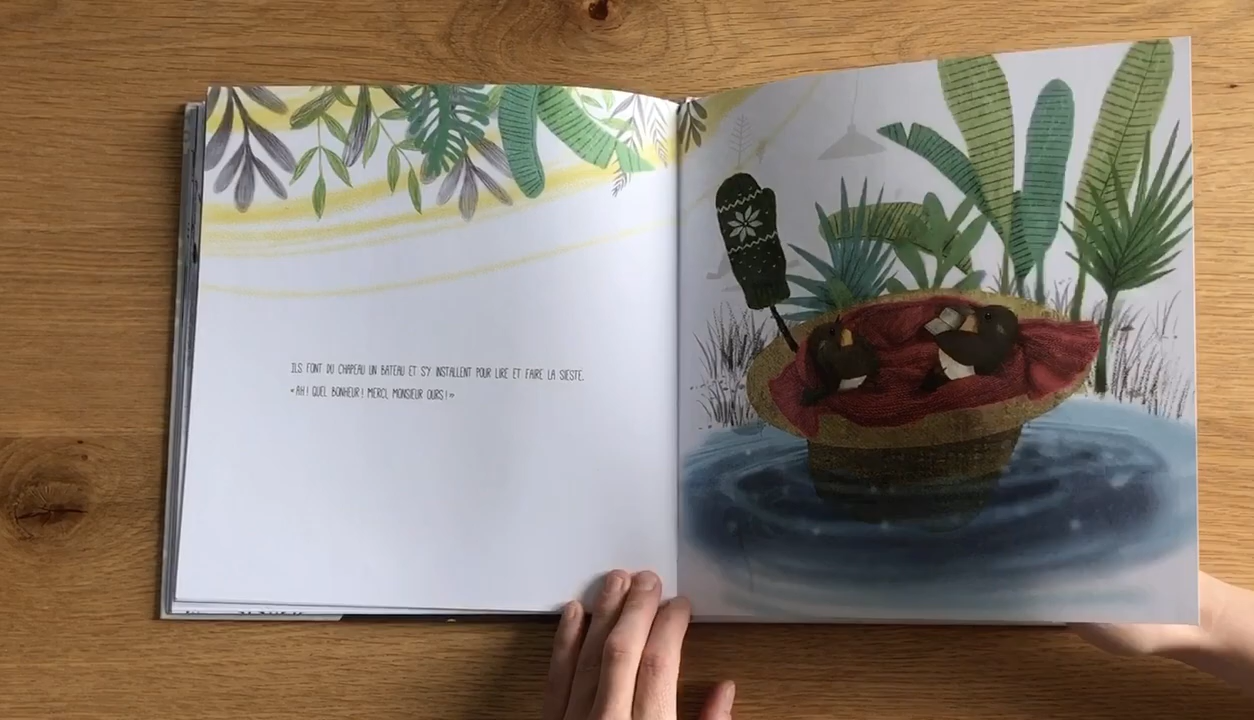 ILS FONT DU CHAPEAU UN BATEAU ET S'Y INSTALLENT POUR LIRE ET FAIRE LA SIESTE.
« AH ! QUEL BONHEUR ! MERCI, MONSIEUR OURS ! »